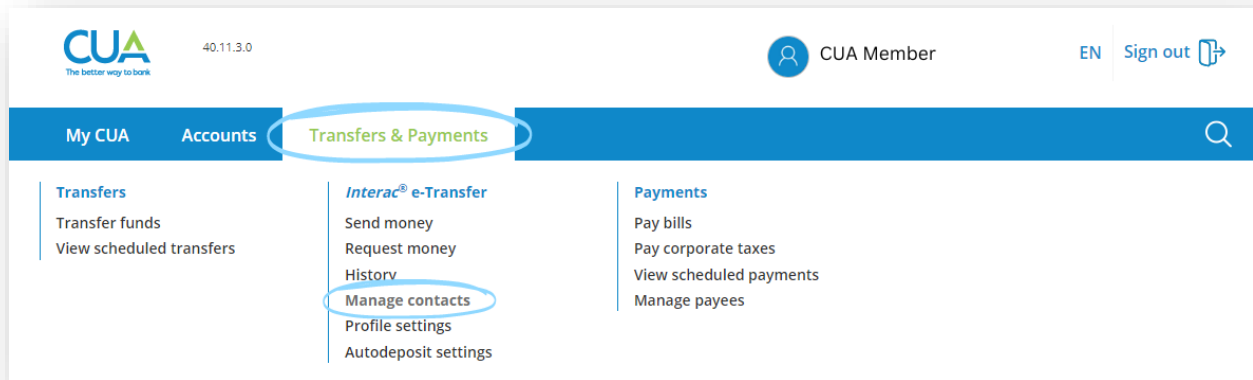 CUA
The better way to bank
40.11.3.0
CUA Member
EN
Sign out
My CUA
Accounts
Transfers & Payments
Transfers
Transfer funds
View scheduled transfers
Interac® e-Transfer
Send money
Request money
History
Manage contacts
Profile settings
Autodeposit settings
Payments
Pay bills
Pay corporate taxes
View scheduled payments
Manage payees